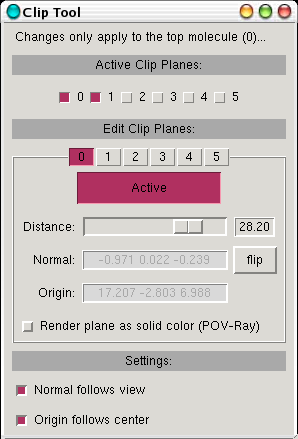 Clip Tool
Changes only apply to the top molecule (0)...
Active Clip Planes:
0 1 2 3 4 5
Edit Clip Planes:
0 1 2 3 4 5
Active
Distance: 28.20
Normal: -0.971 0.022 -0.239 flip
Origin: 17.207 -2.803 6.988
Render plane as solid color (POV-Ray)
Settings:
Normal follows view
Origin follows center